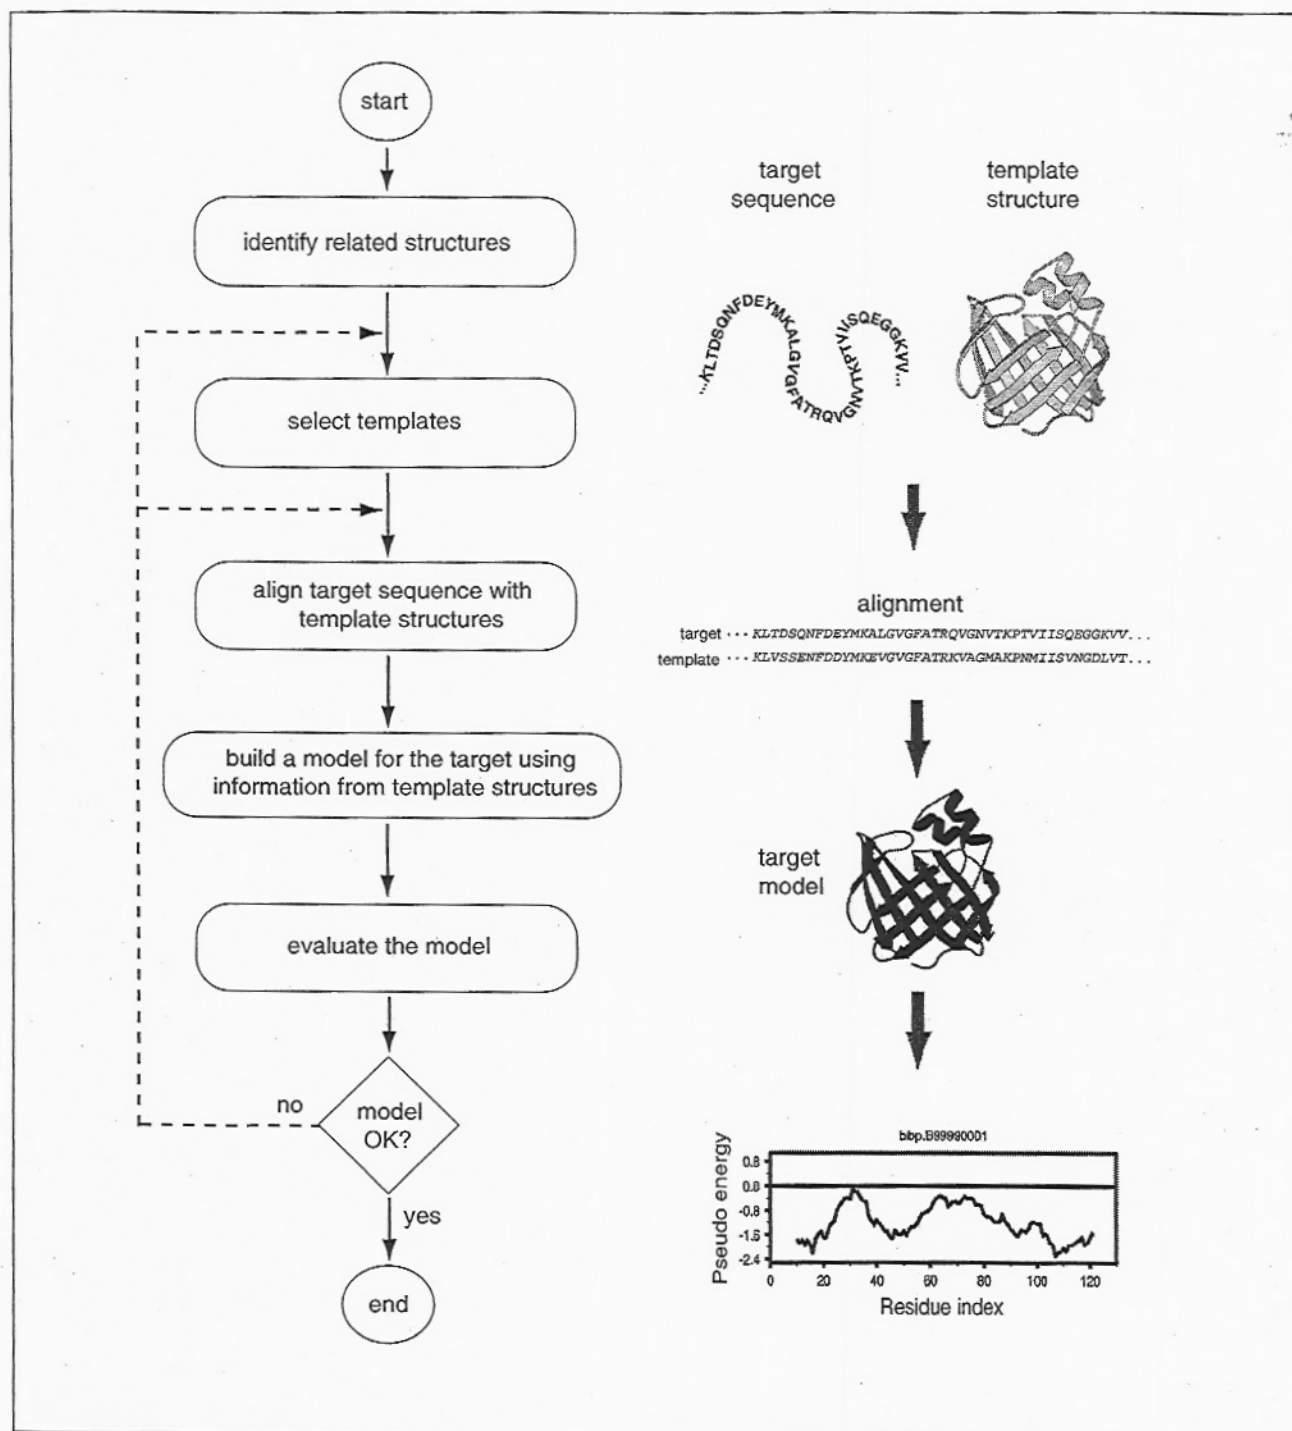 start
identify related structures
select templates
align target sequence with
template structures
build a model for the target using
information from template structures
evaluate the model
no
model
OK?
yes
end
target
sequence
template
structure
...KLTDSQNFDEYMKALGVGFATRQVGNVTKPTVIISQEGGKVV...
alignment
target ... KLTDSQNFDEYMKALGVGFATRQVGNVTKPTVIISQEGGKVV...
template ... KLVSSENFDDYMKEVGVGFATRKVAGMAKPNMIISVNGDLVT...
target
model
Pseudo energy
0.8
0.0
-0.8
-1.6
-2.4
0 20 40 60 80 100 120
Residue index